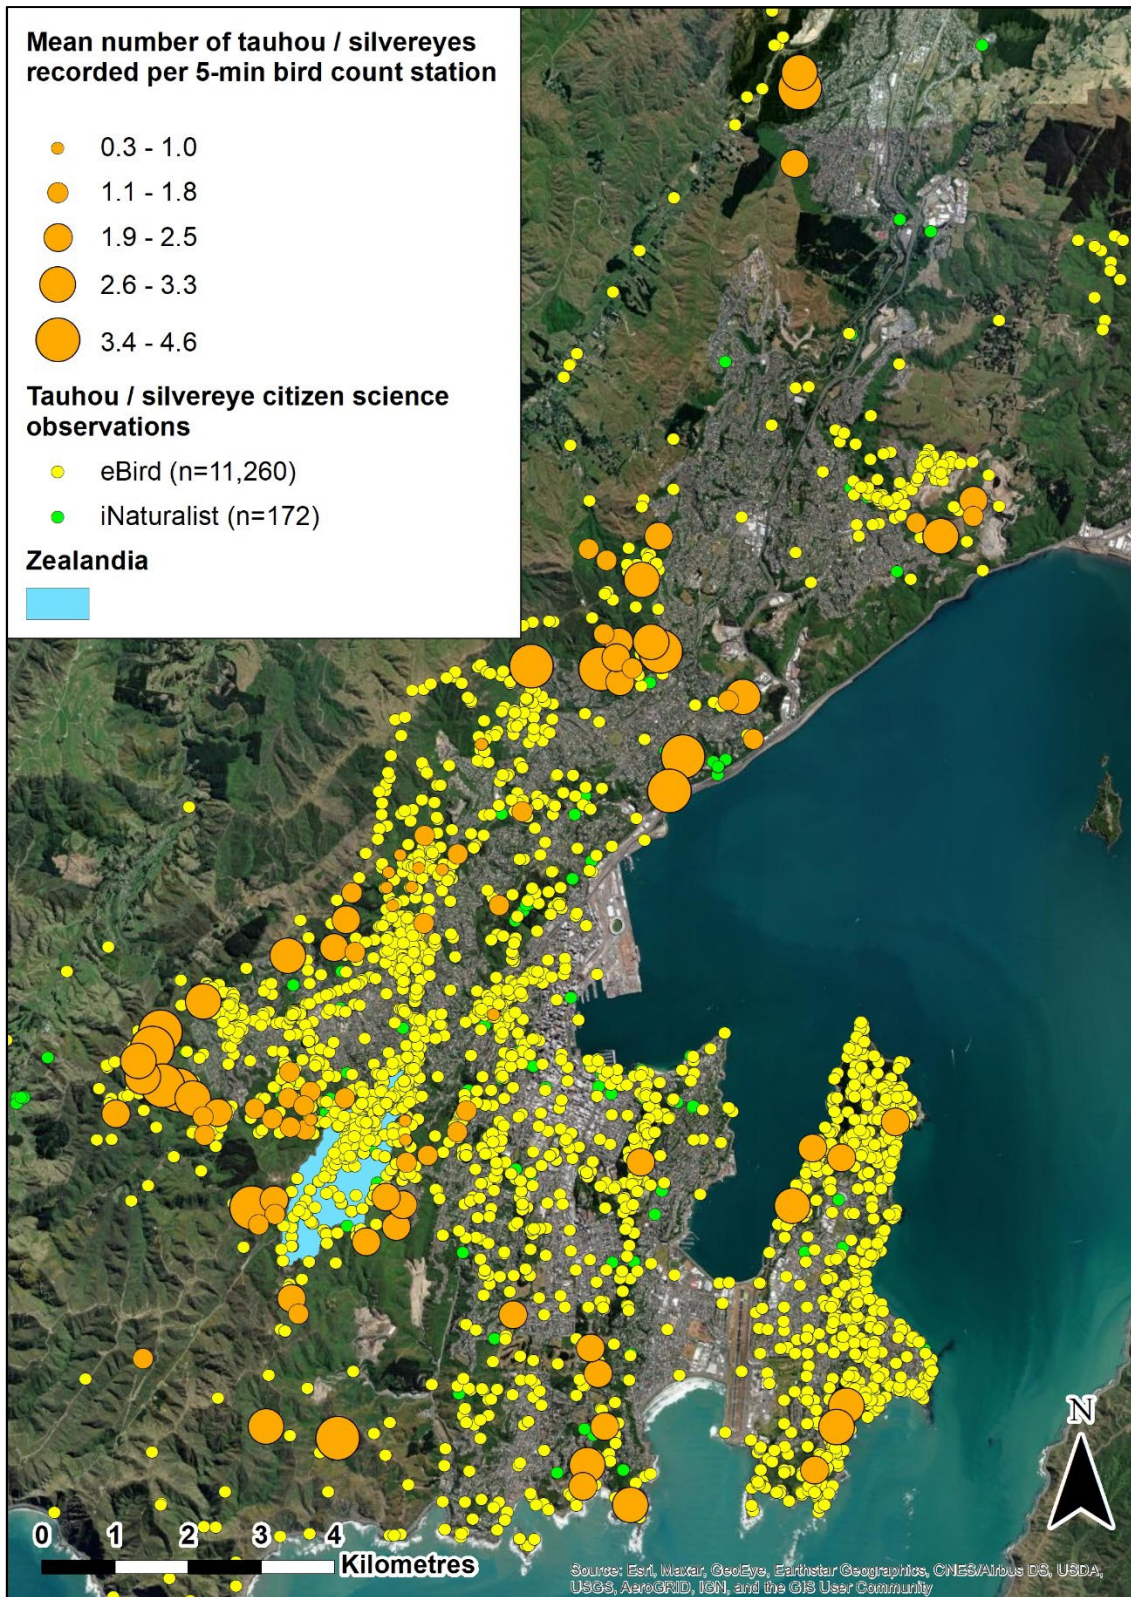 Mean number of tauhou / silvereyes
recorded per 5-min bird count station
0.3 - 1.0
1.1 - 1.8
1.9 - 2.5
2.6 - 3.3
3.4 - 4.6
Tauhou / silvereye citizen science
observations
eBird (n=11,260)
iNaturalist (n=172)
Zealandia
N
0 1 2 3 4
Kilometres
Source: Esri, Maxar, GeoEye, Earthstar Geographics, CNES/Airbus DS, USDA,
USGS, AeroGRID, IGN, and the GIS User Community